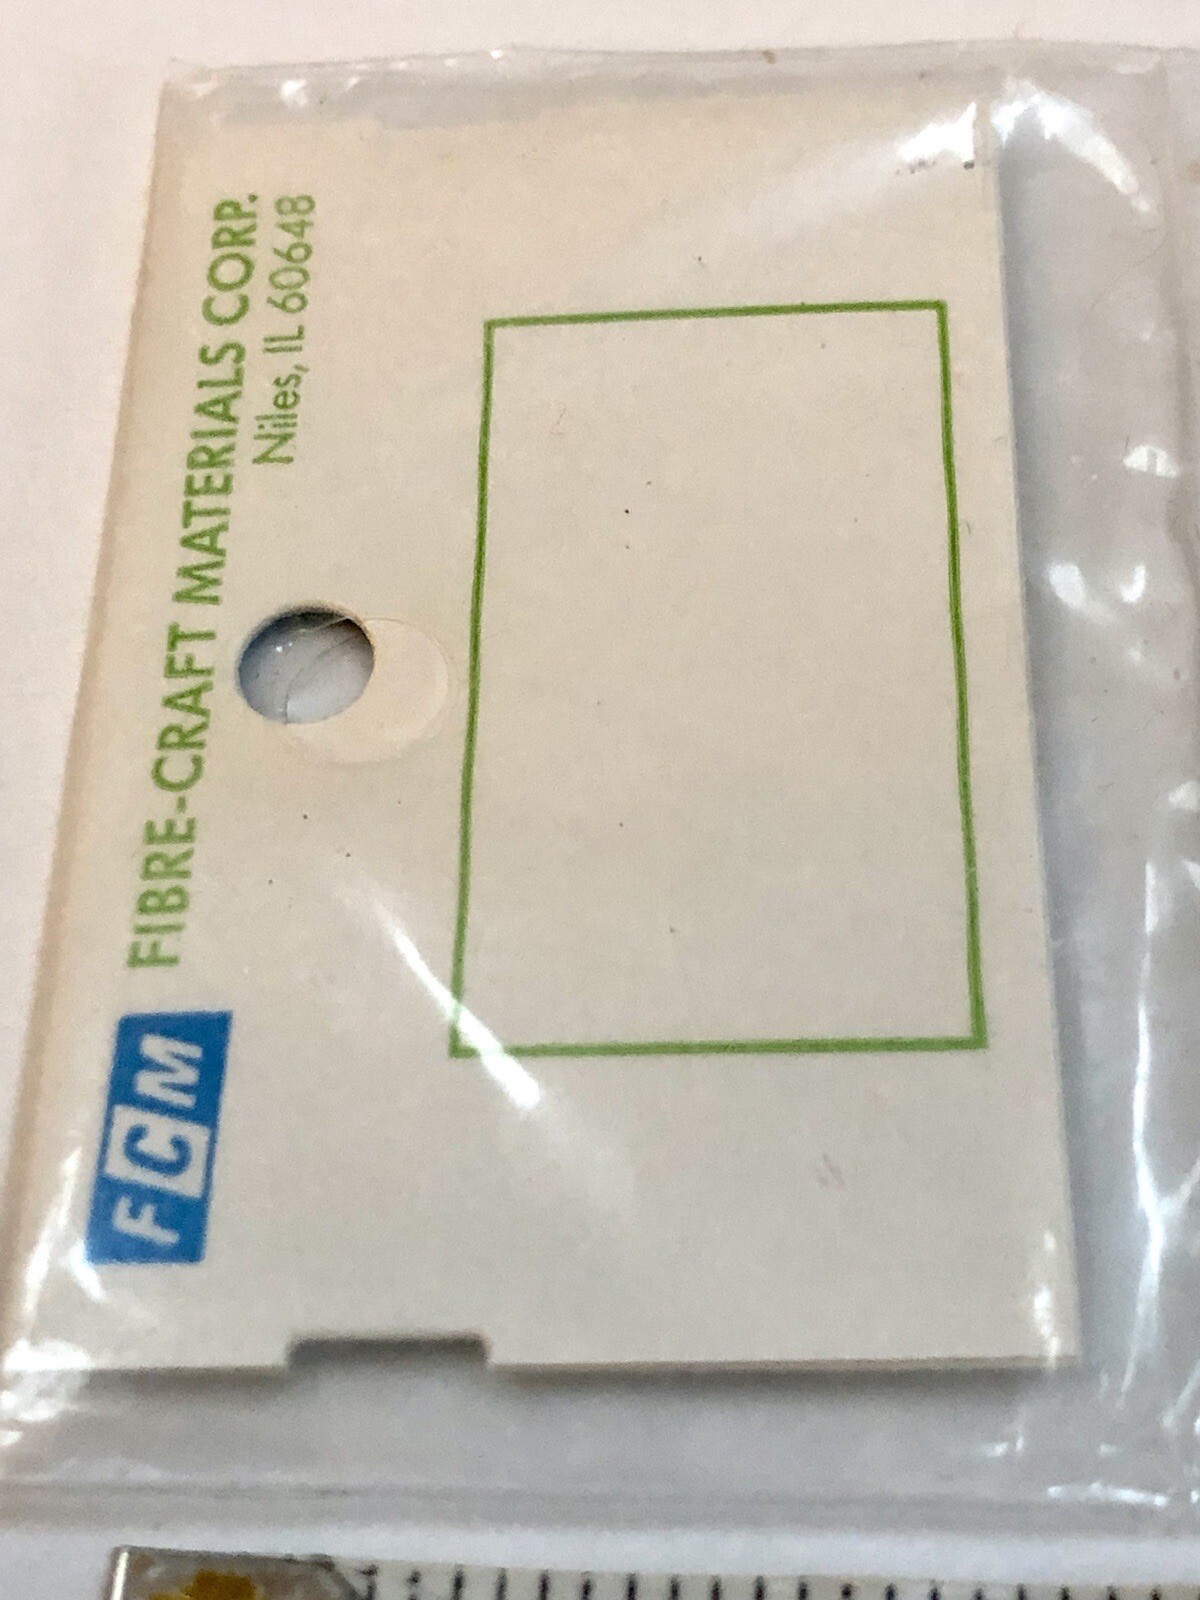 FCM
FIBRE-CRAFT MATERIALS CORP.
Niles, IL 60648